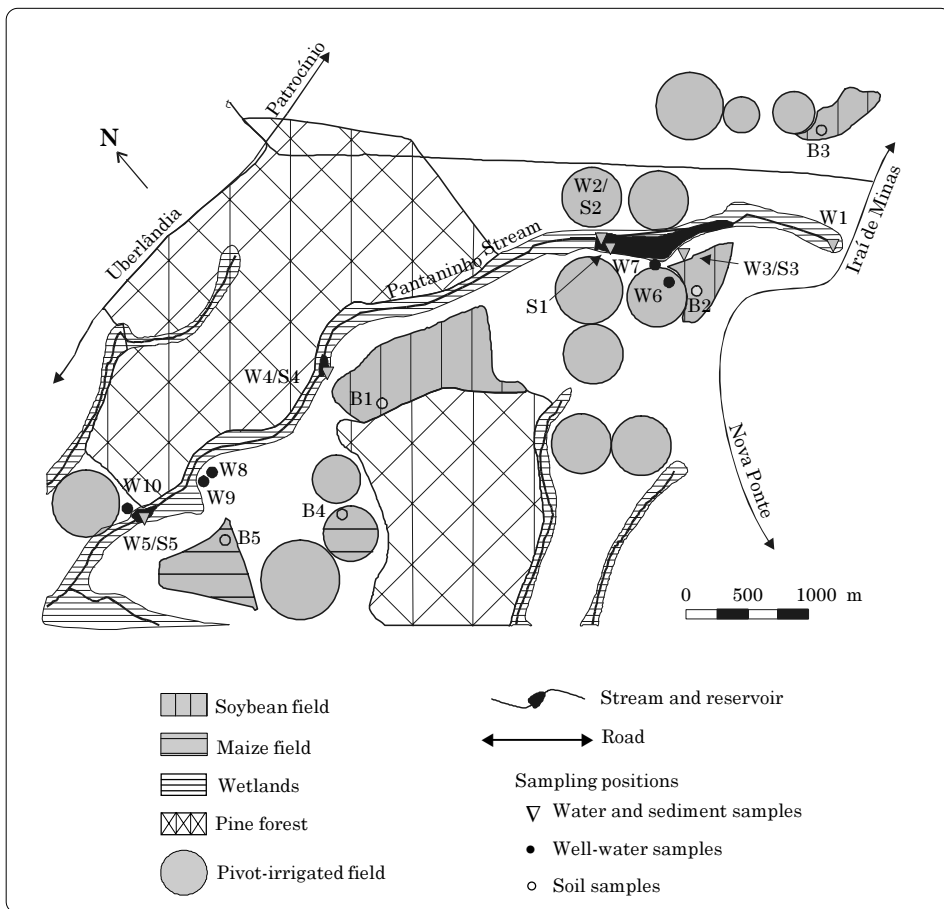 Patrocínio
N
B3
W2/
S2
W1
Iraí de Minas
Uberlândia
Pantaninho Stream
W7
W3/S3
S1
W6
B2
W4/S4
B1
Nova Ponte
W8
W10
W9
B4
W5/S5
B5
0 500 1000 m
Soybean field
Stream and reservoir
Maize field
Road
Wetlands
Sampling positions
Water and sediment samples
Pine forest
Well-water samples
Pivot-irrigated field
Soil samples